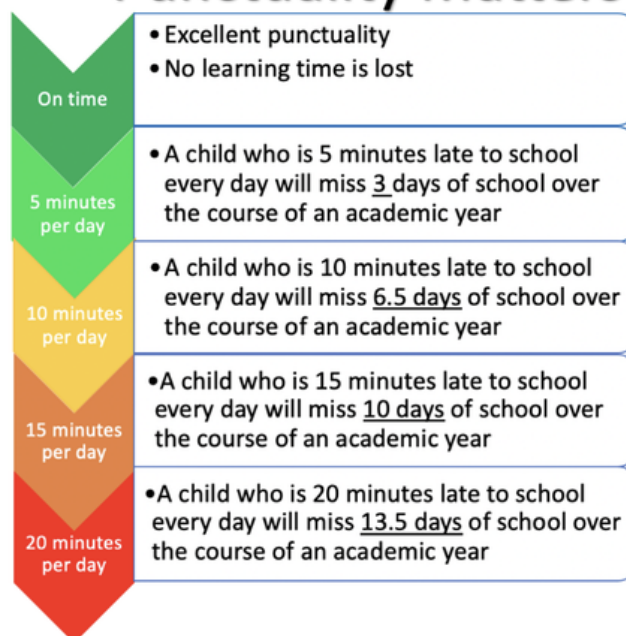 Punctuality Matters
On time
• Excellent punctuality
• No learning time is lost
5 minutes
per day
• A child who is 5 minutes late to school
every day will miss 3 days of school over
the course of an academic year
10 minutes
per day
• A child who is 10 minutes late to school
every day will miss 6.5 days of school over
the course of an academic year
15 minutes
per day
•A child who is 15 minutes late to school
every day will miss 10 days of school over
the course of an academic year
20 minutes
per day
•A child who is 20 minutes late to school
every day will miss 13.5 days of school over
the course of an academic year